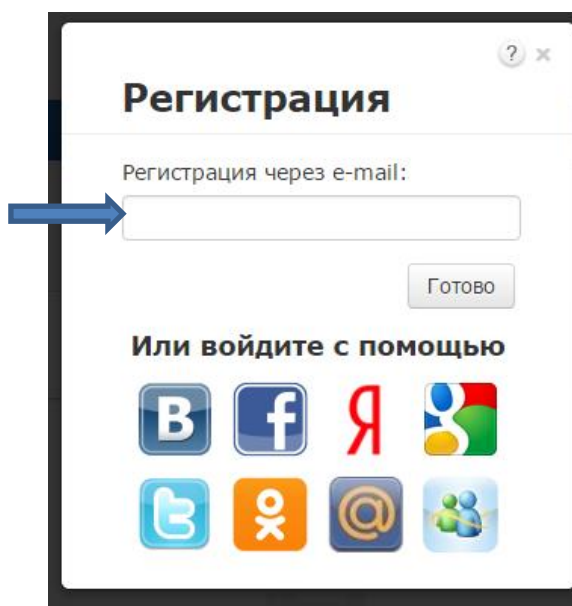 ? ×
Регистрация
Регистрация через e-mail:
Готово
Или войдите с помощью
В f Я g
t @